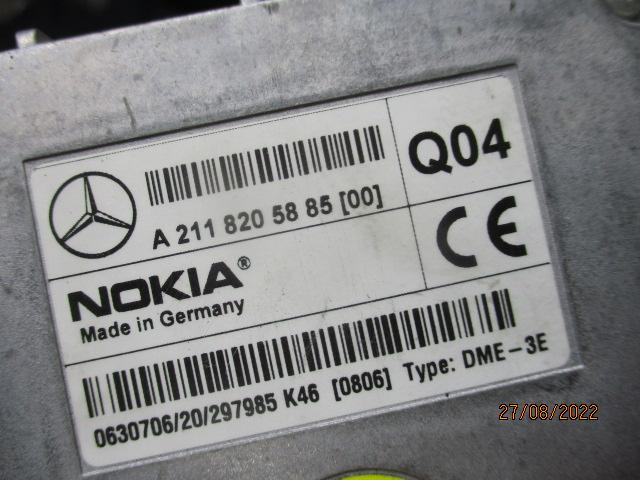 A 211 820 58 85 [00]
Q04
NOKIA®
Made in Germany
CE
0630706/20/297985 K46 [0806] Type: DME-3E
27/08/2022